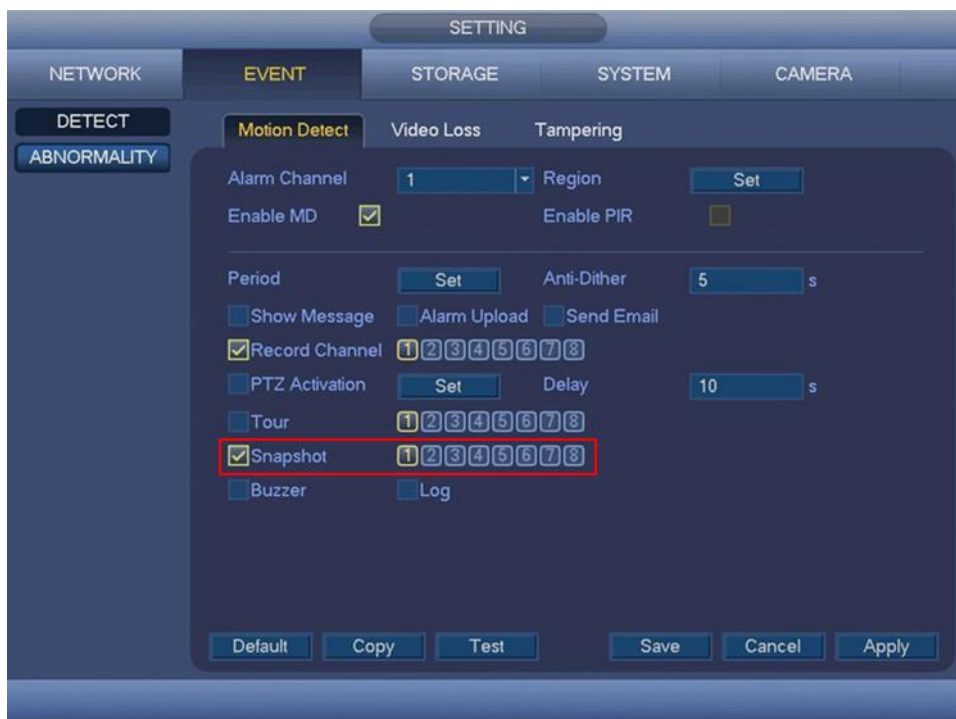 SETTING
NETWORK EVENT STORAGE SYSTEM CAMERA
DETECT
ABNORMALITY
Motion Detect Video Loss Tampering
Alarm Channel 1 Region Set
Enable MD Enable PIR
Period Set Anti-Dither 5 s
Show Message Alarm Upload Send Email
Record Channel 1 2 3 4 5 6 7 8
PTZ Activation Set Delay 10 s
Tour 1 2 3 4 5 6 7 8
Snapshot 1 2 3 4 5 6 7 8
Buzzer Log
Default Copy Test Save Cancel Apply